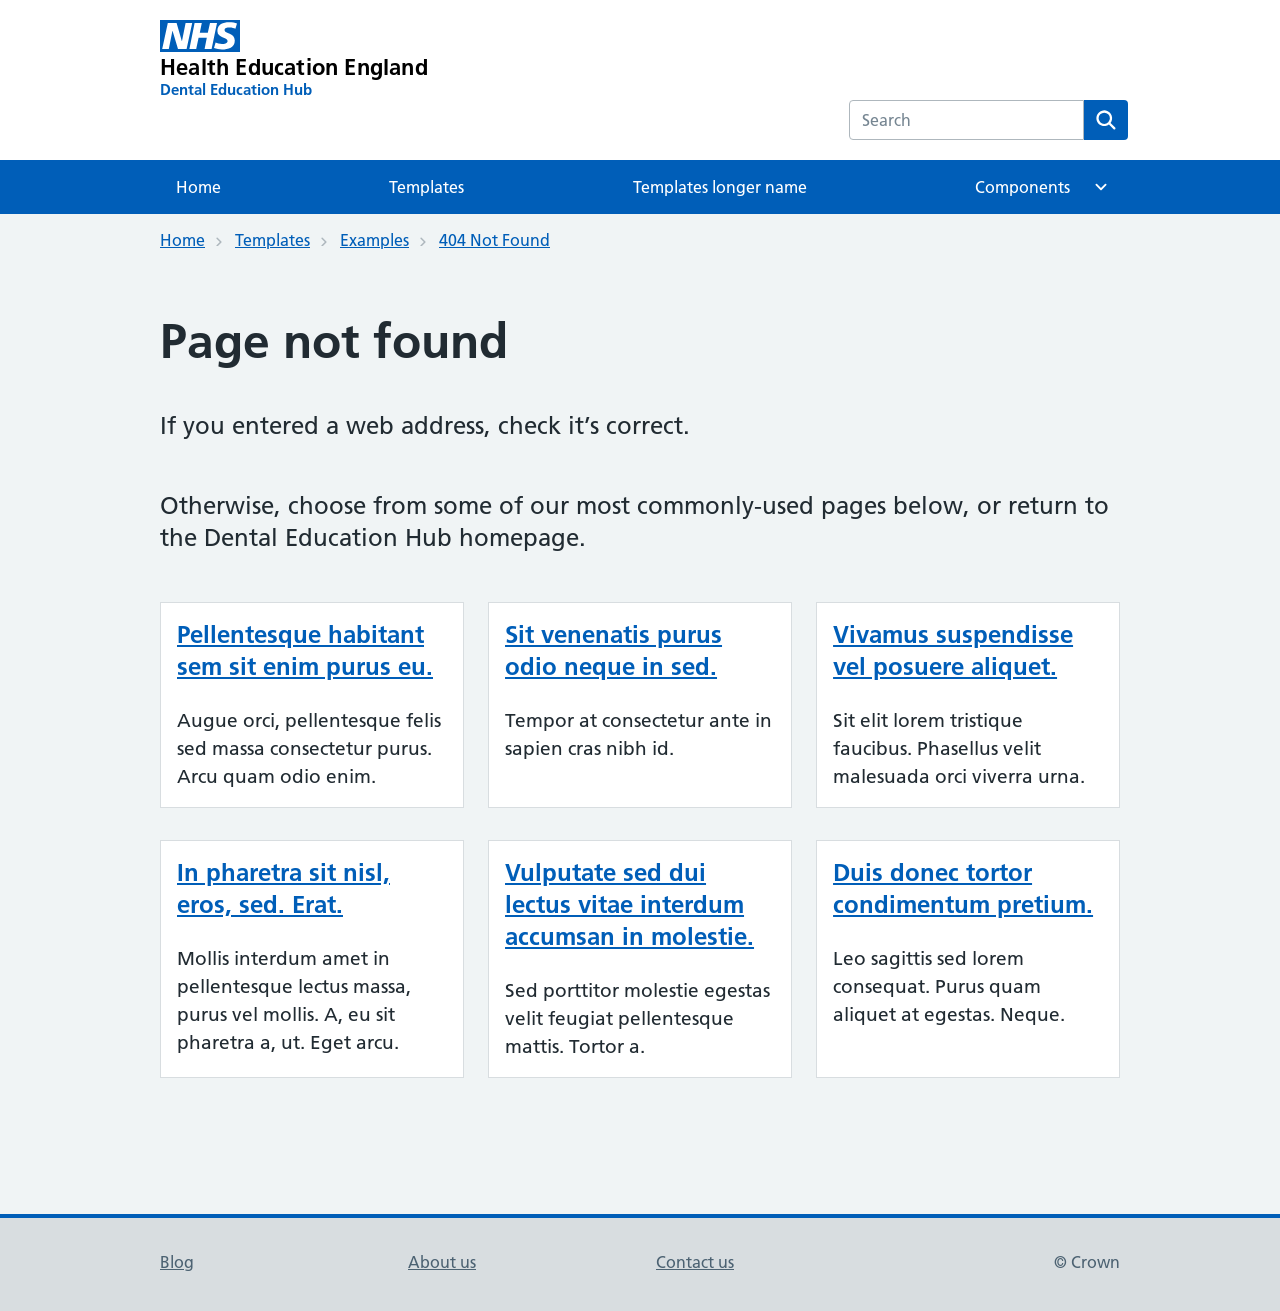 NHS
Health Education England
Dental Education Hub
Search
Home Templates Templates longer name Components
Home Templates Examples 404 Not Found
Page not found
If you entered a web address, check it’s correct.
Otherwise, choose from some of our most commonly-used pages below, or return to
the Dental Education Hub homepage.
Pellentesque habitant
sem sit enim purus eu.
Augue orci, pellentesque felis
sed massa consectetur purus.
Arcu quam odio enim.
Sit venenatis purus
odio neque in sed.
Tempor at consectetur ante in
sapien cras nibh id.
Vivamus suspendisse
vel posuere aliquet.
Sit elit lorem tristique
faucibus. Phasellus velit
malesuada orci viverra urna.
In pharetra sit nisl,
eros, sed. Erat.
Mollis interdum amet in
pellentesque lectus massa,
purus vel mollis. A, eu sit
pharetra a, ut. Eget arcu.
Vulputate sed dui
lectus vitae interdum
accumsan in molestie.
Sed porttitor molestie egestas
velit feugiat pellentesque
mattis. Tortor a.
Duis donec tortor
condimentum pretium.
Leo sagittis sed lorem
consequat. Purus quam
aliquet at egestas. Neque.
Blog About us Contact us © Crown